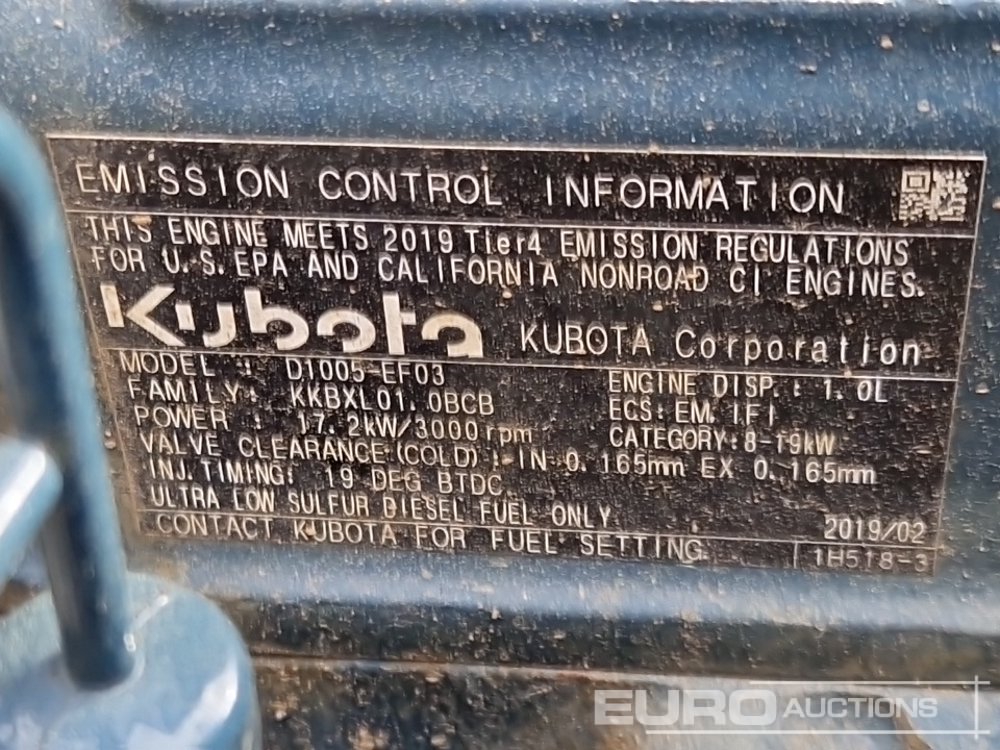 EMISSION CONTROL INFORMATION
THIS ENGINE MEETS 2019 Tier4 EMISSION REGULATIONS
FOR U.S. EPA AND CALIFORNIA NONROAD CI ENGINES.
Kubota KUBOTA Corporation
MODEL : D1005-EF03
ENGINE DISP. : 1.0L
FAMILY : KKBXL01.0BCB
ECS : EM IFI
POWER : 17.2kW/3000rpm
CATEGORY : 8-19kW
VALVE CLEARANCE (COLD) : IN 0.165mm EX 0.165mm
INJ. TIMING : 19 DEG BTDC
ULTRA LOW SULFUR DIESEL FUEL ONLY
2019/02
CONTACT KUBOTA FOR FUEL SETTING
1H518-3
EURO AUCTIONS